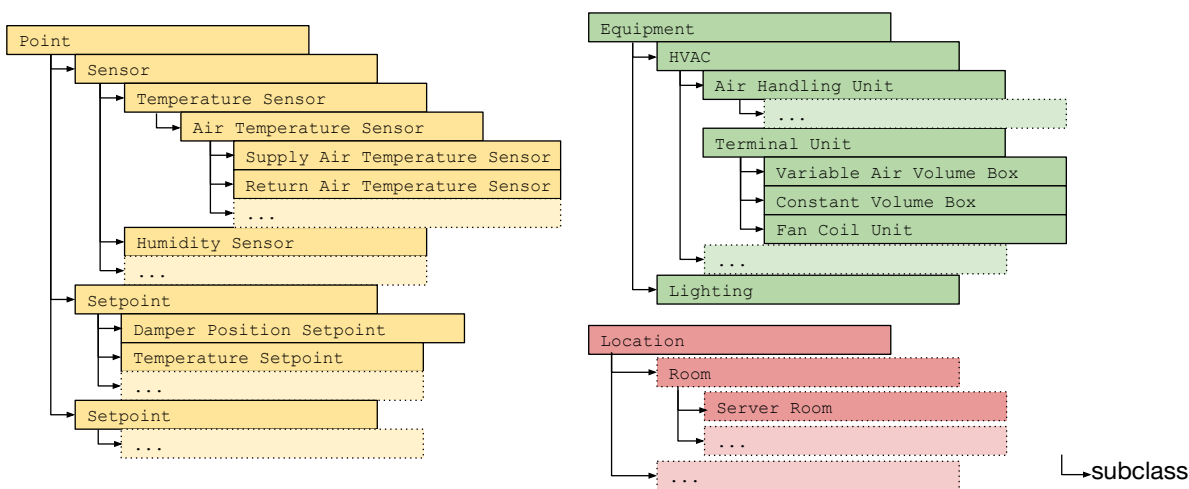 Point
Sensor
Temperature Sensor
Air Temperature Sensor
Supply Air Temperature Sensor
Return Air Temperature Sensor
...
Humidity Sensor
...
Setpoint
Damper Position Setpoint
Temperature Setpoint
...
Setpoint
...
Equipment
HVAC
Air Handling Unit
...
Terminal Unit
Variable Air Volume Box
Constant Volume Box
Fan Coil Unit
...
Lighting
Location
Room
Server Room
...
...
subclass